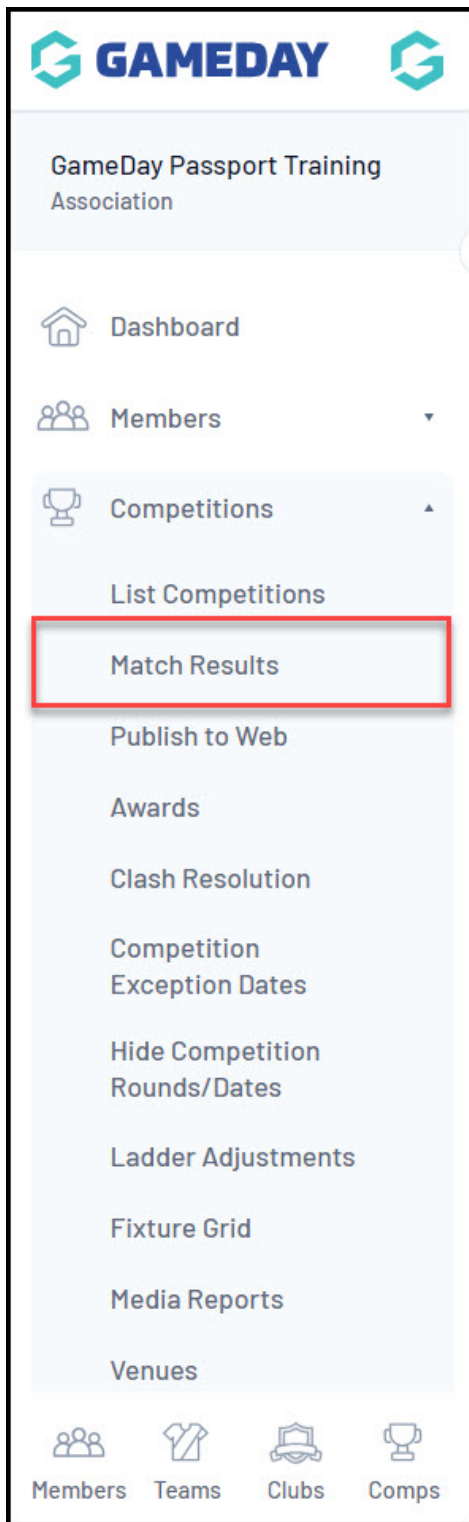 GAMEDAY
GameDay Passport Training
Association
Dashboard
Members
Competitions
List Competitions
Match Results
Publish to Web
Awards
Clash Resolution
Competition
Exception Dates
Hide Competition
Rounds/Dates
Ladder Adjustments
Fixture Grid
Media Reports
Venues
Members Teams Clubs Comps